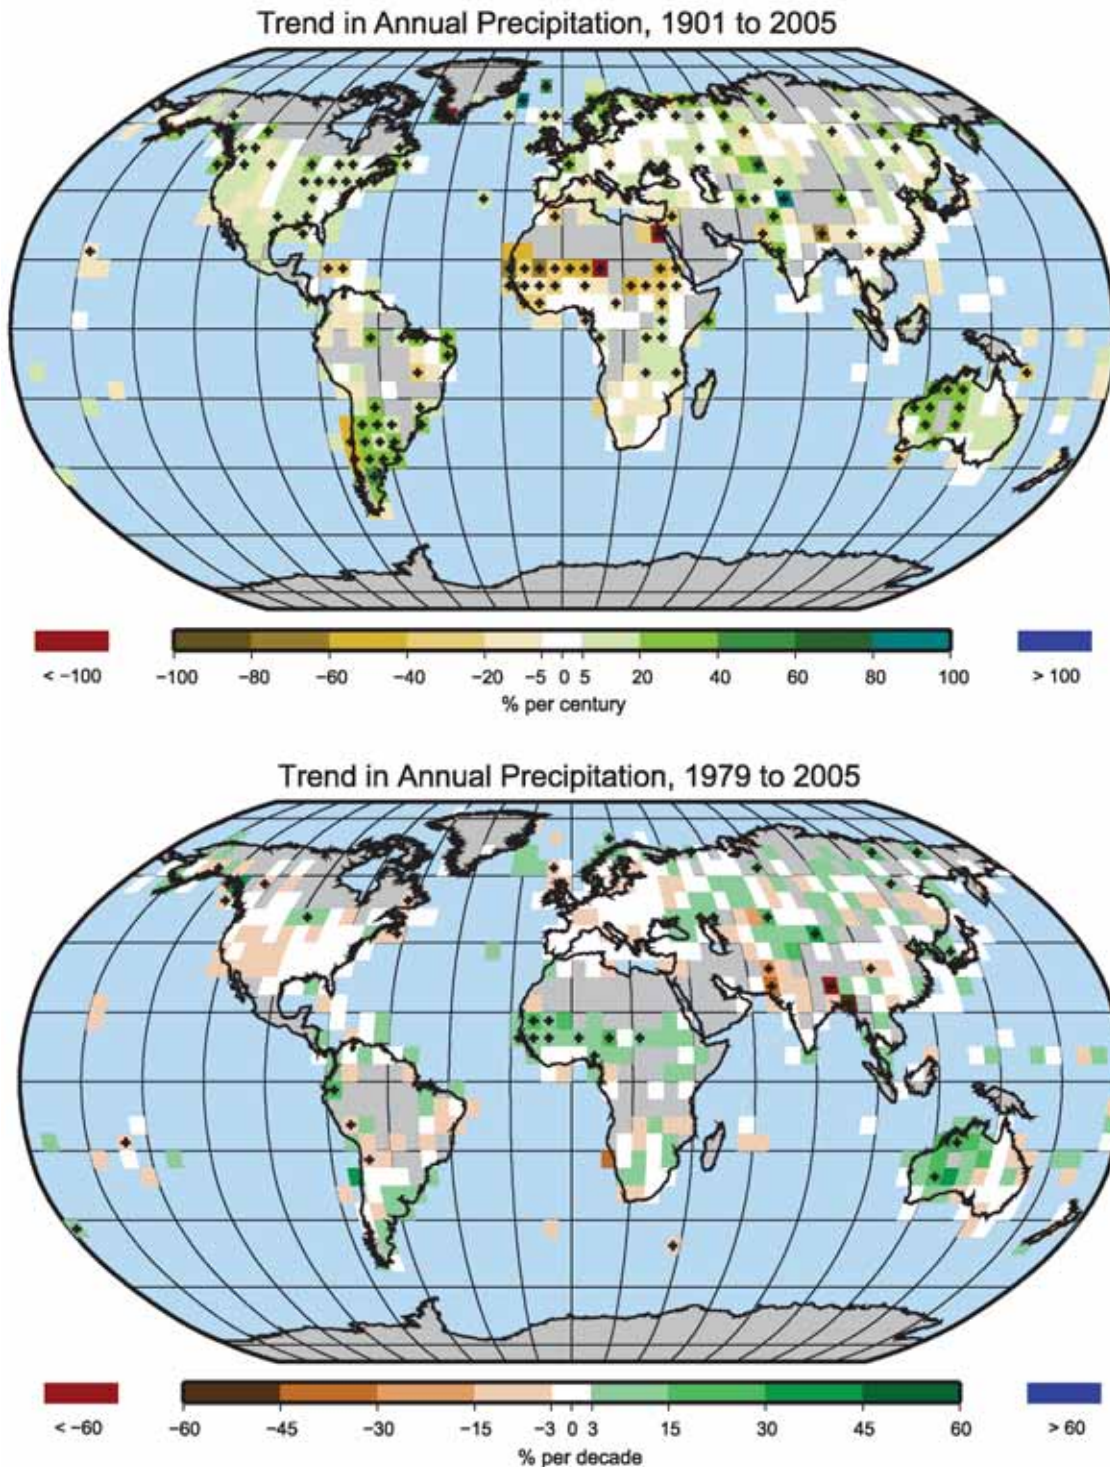 Trend in Annual Precipitation, 1901 to 2005
< −100 −100 −80 −60 −40 −20 −5 0 5 20 40 60 80 100 > 100
% per century
Trend in Annual Precipitation, 1979 to 2005
< −60 −60 −45 −30 −15 −3 0 3 15 30 45 60 > 60
% per decade